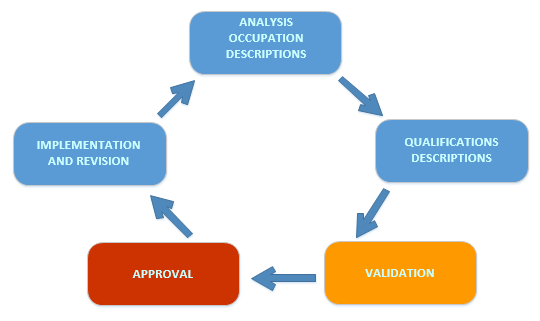 ANALYSIS
OCCUPATION
DESCRIPTIONS
QUALIFICATIONS
DESCRIPTIONS
VALIDATION
APPROVAL
IMPLEMENTATION
AND REVISION